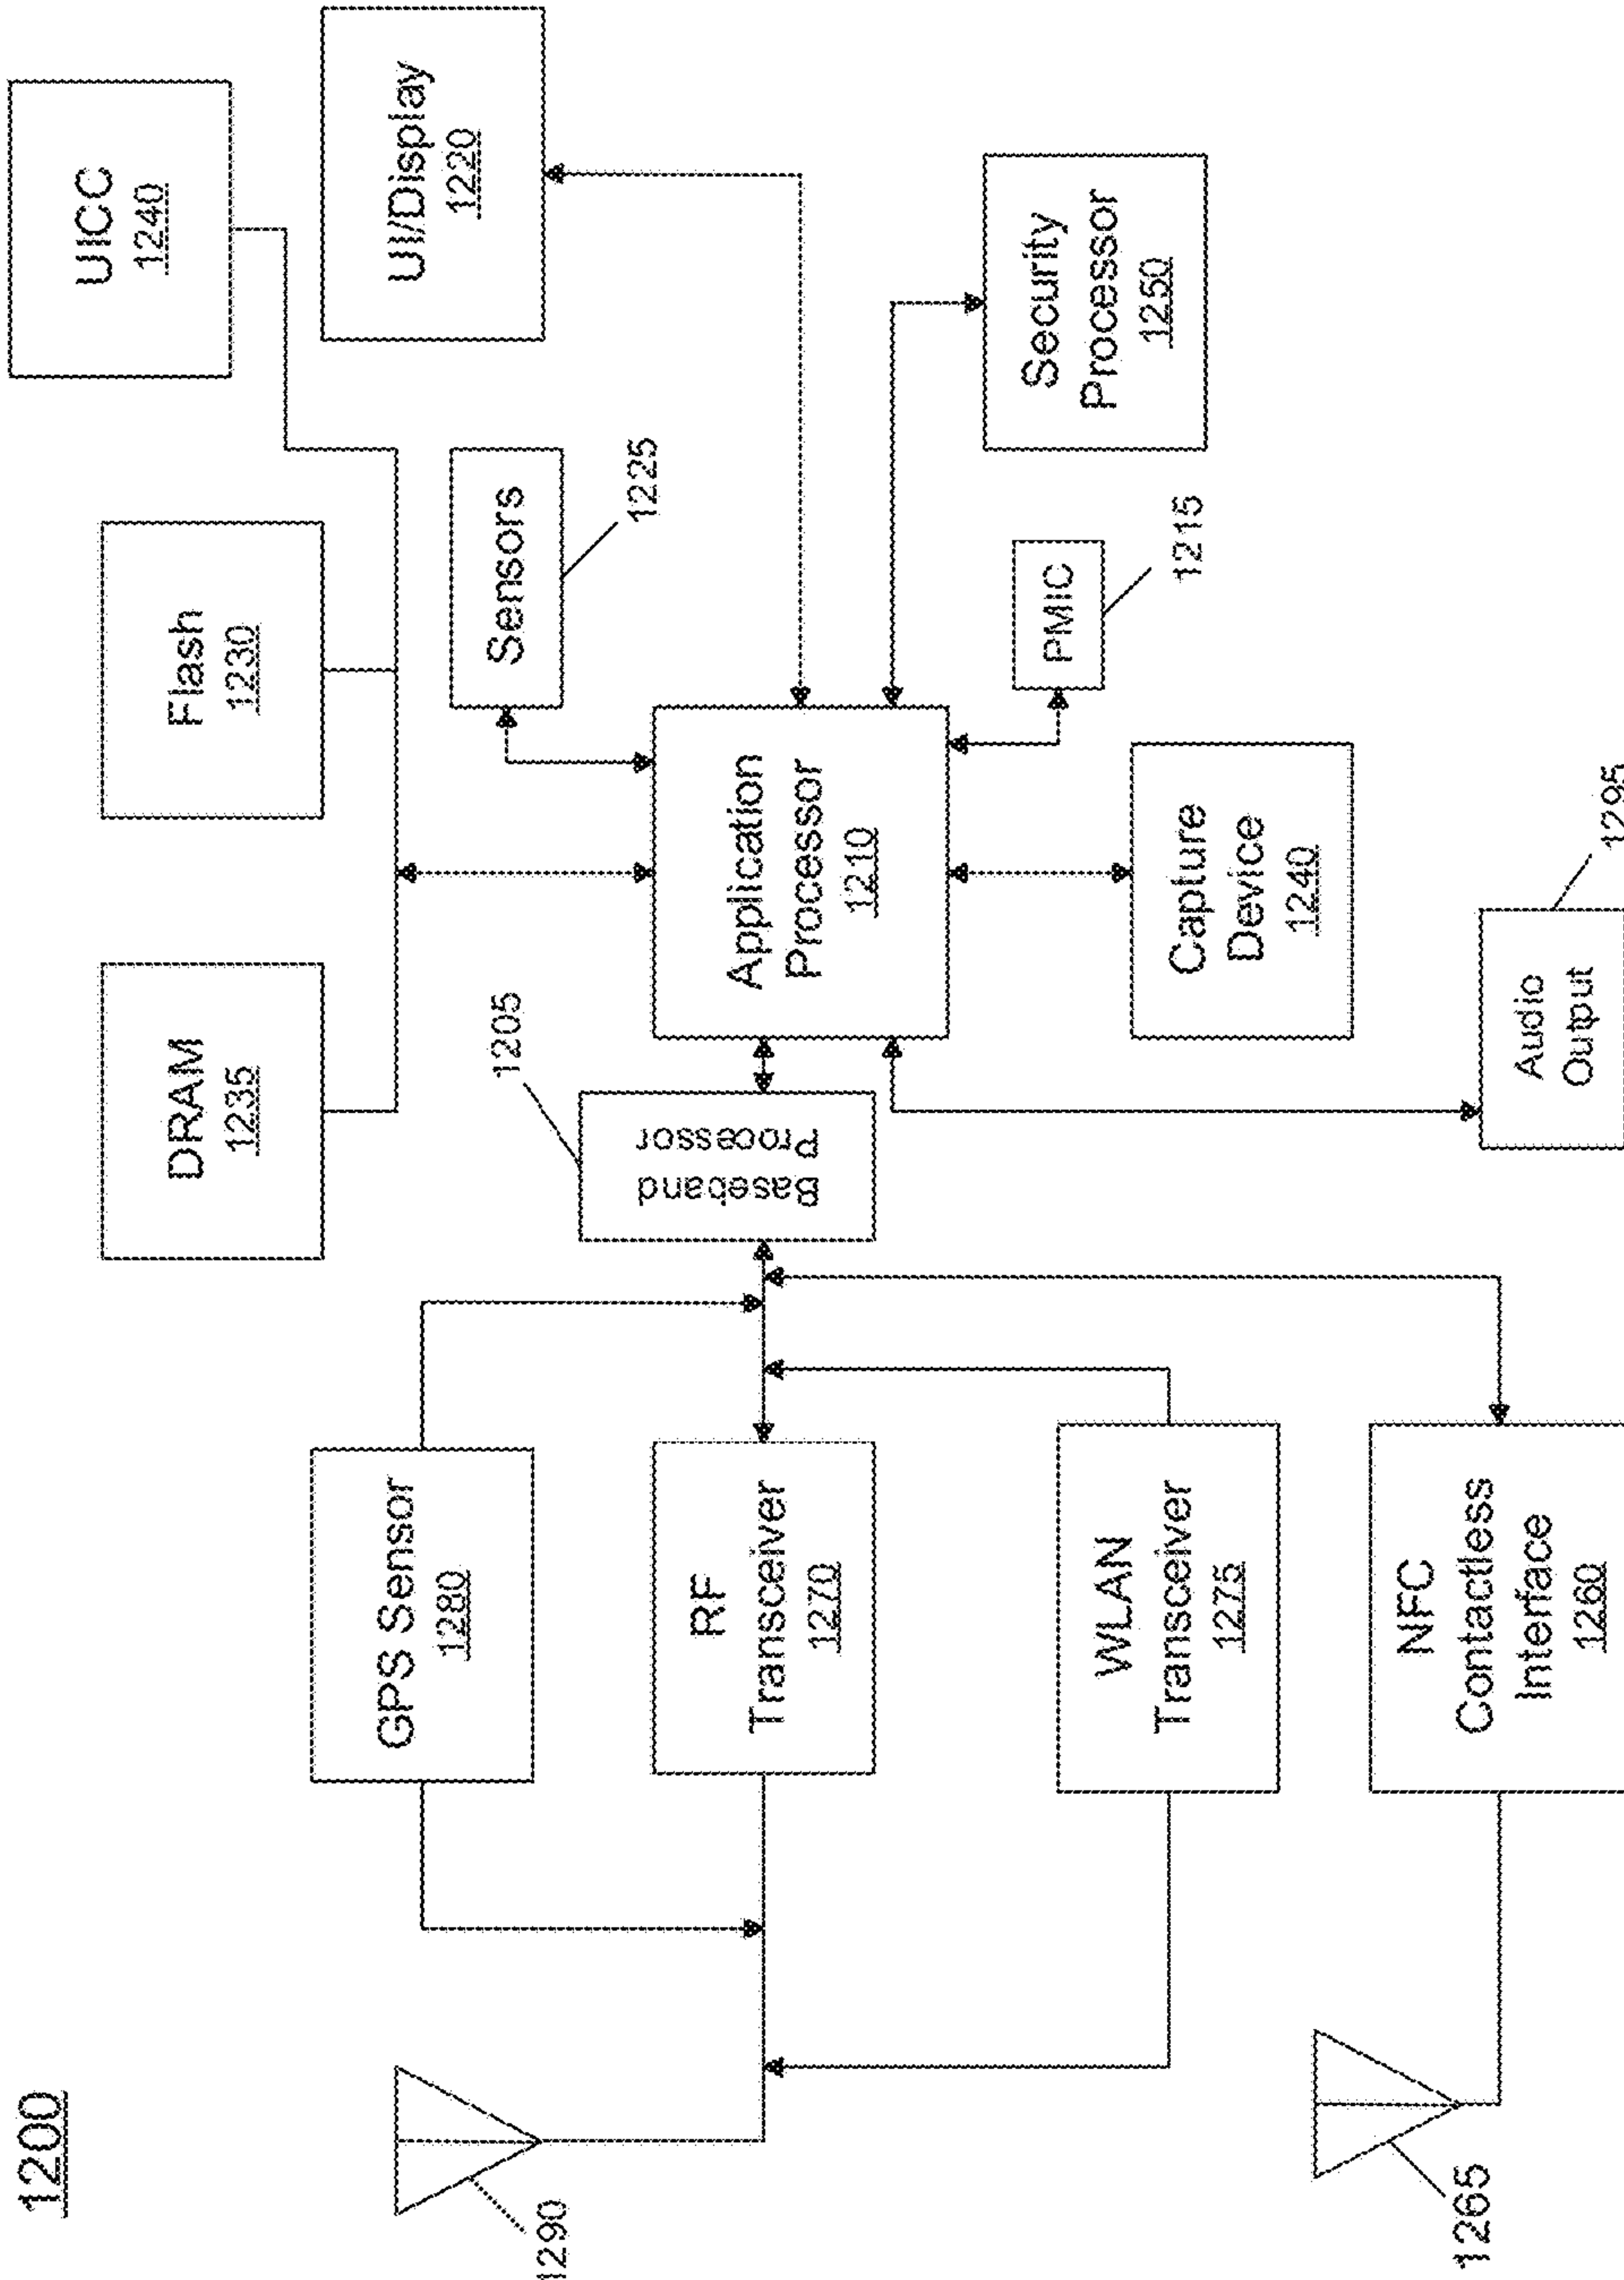 1200
UICC
1240
DRAM
1235
Flash
1230
UI/Display
1220
Sensors
1225
GPS Sensor
1280
1290
1205
Baseband
Processor
Application
Processor
1210
RF
Transceiver
1270
Security
Processor
1250
PMIC
1215
WLAN
Transceiver
1275
Capture
Device
1240
NFC
Contactless
Interface
1260
1265
Audio
Output
1295